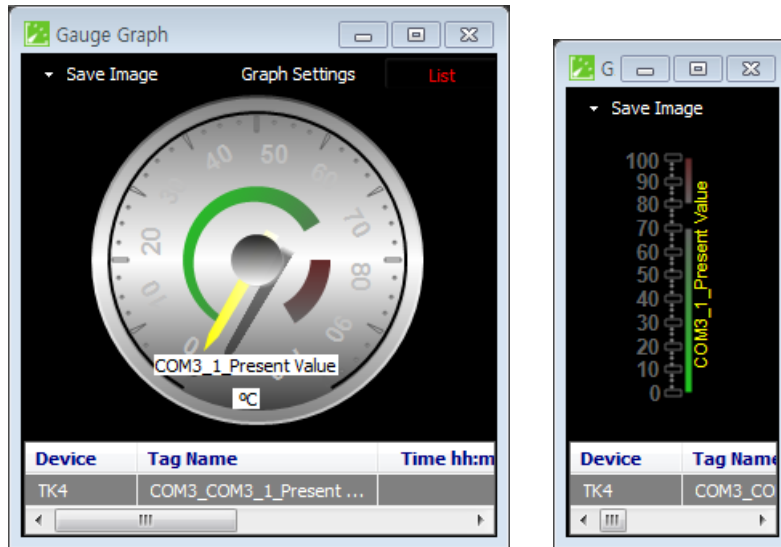 Gauge Graph
Save Image Graph Settings List
0 10 20 30 40 50 60 70 80 90 100
COM3_1_Present Value
ºC
Device Tag Name Time hh:m
TK4 COM3_COM3_1_Present ...
G
Save Image
100
90
80
70
60
50
40
30
20
10
0
COM3_1_Present Value
Device Tag Name
TK4 COM3_CO